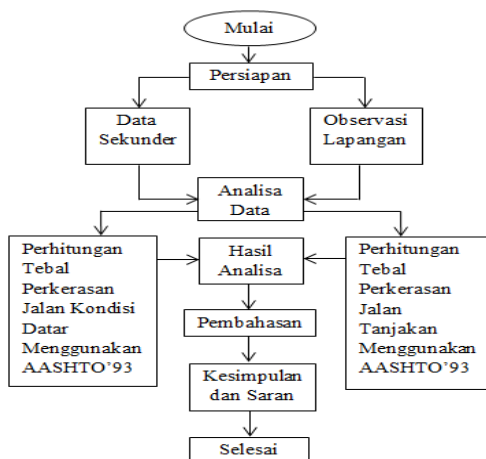 Mulai
Persiapan
Data
Sekunder
Observasi
Lapangan
Analisa
Data
Perhitungan
Tebal
Perkerasan
Jalan Kondisi
Datar
Menggunakan
AASHTO'93
Hasil
Analisa
Perhitungan
Tebal
Perkerasan
Jalan
Tanjakan
Menggunakan
AASHTO'93
Pembahasan
Kesimpulan
dan Saran
Selesai